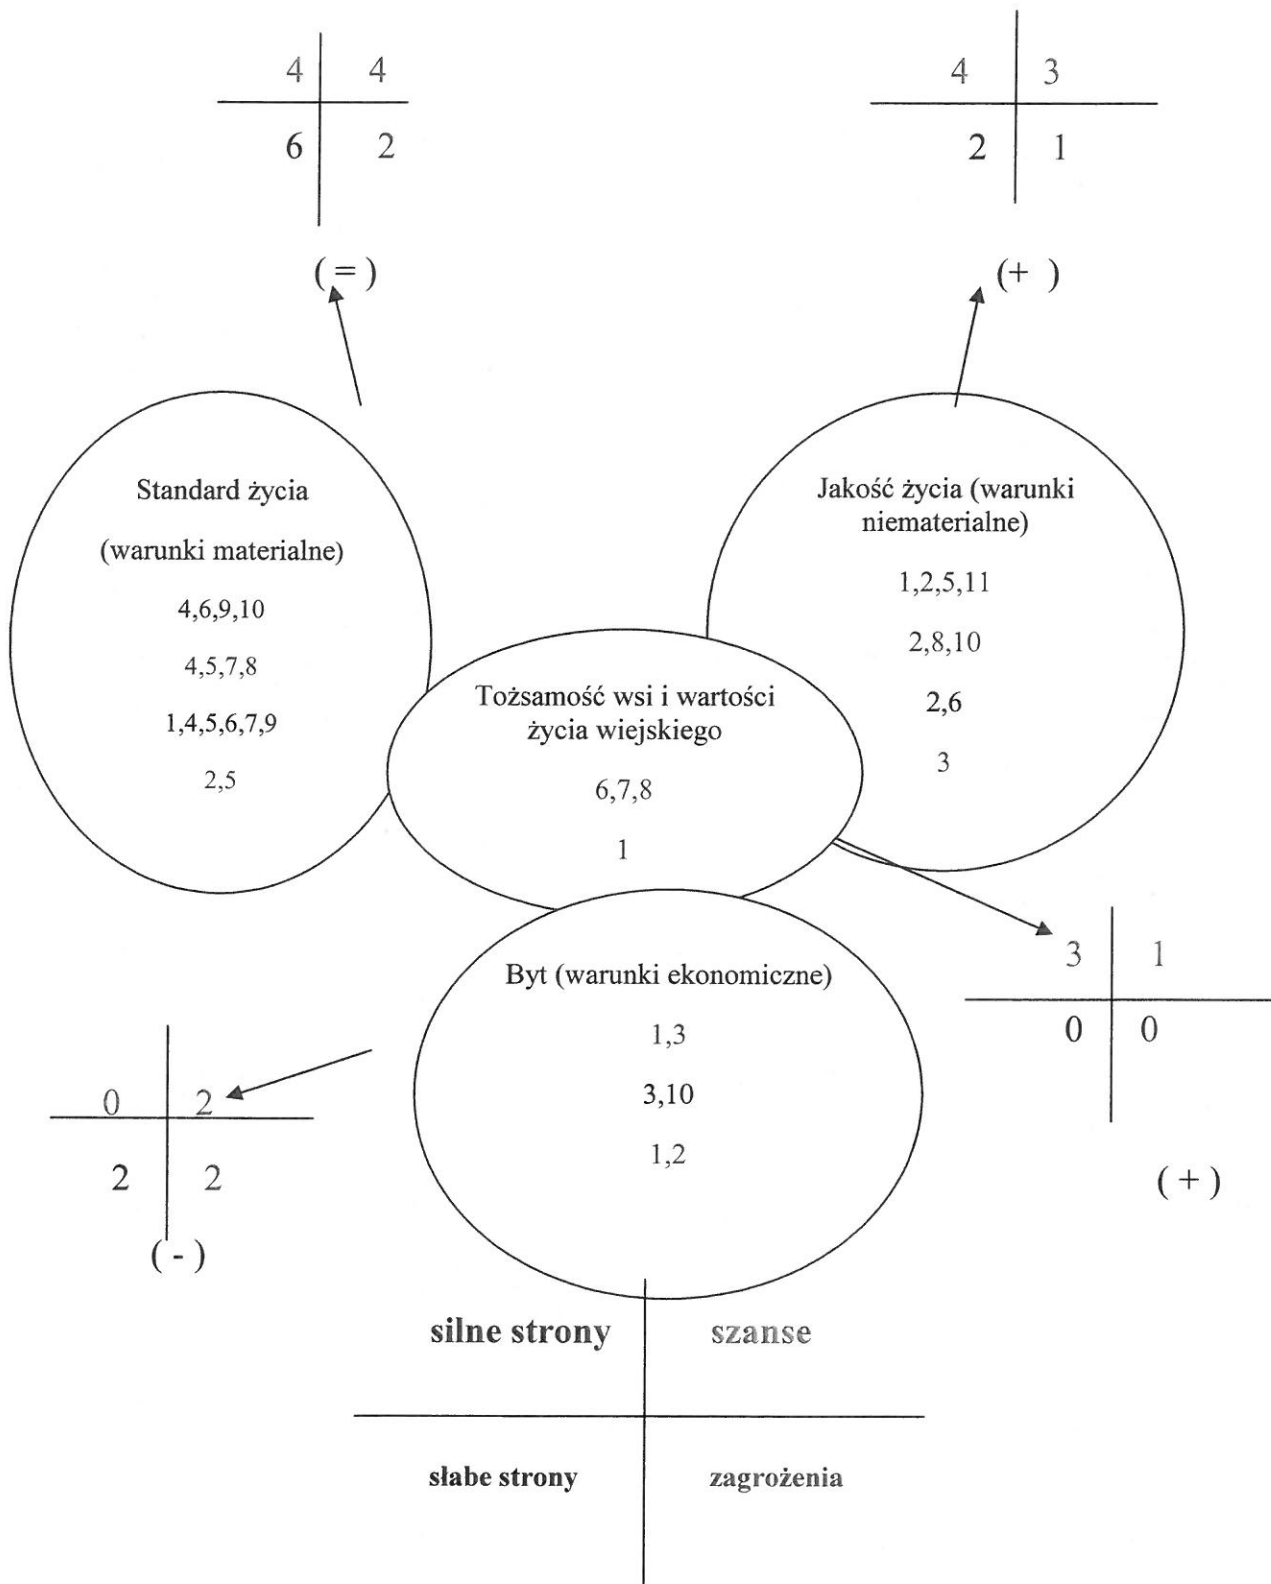 4 4
6 2
( = )
4 3
2 1
(+ )
Standard życia
(warunki materialne)
4,6,9,10
4,5,7,8
1,4,5,6,7,9
2,5
Jakość życia (warunki
niematerialne)
1,2,5,11
2,8,10
2,6
3
Tożsamość wsi i wartości
życia wiejskiego
6,7,8
1
3 1
0 0
( + )
Byt (warunki ekonomiczne)
1,3
3,10
1,2
0 2
2 2
( - )
silne strony szanse
słabe strony zagrożenia